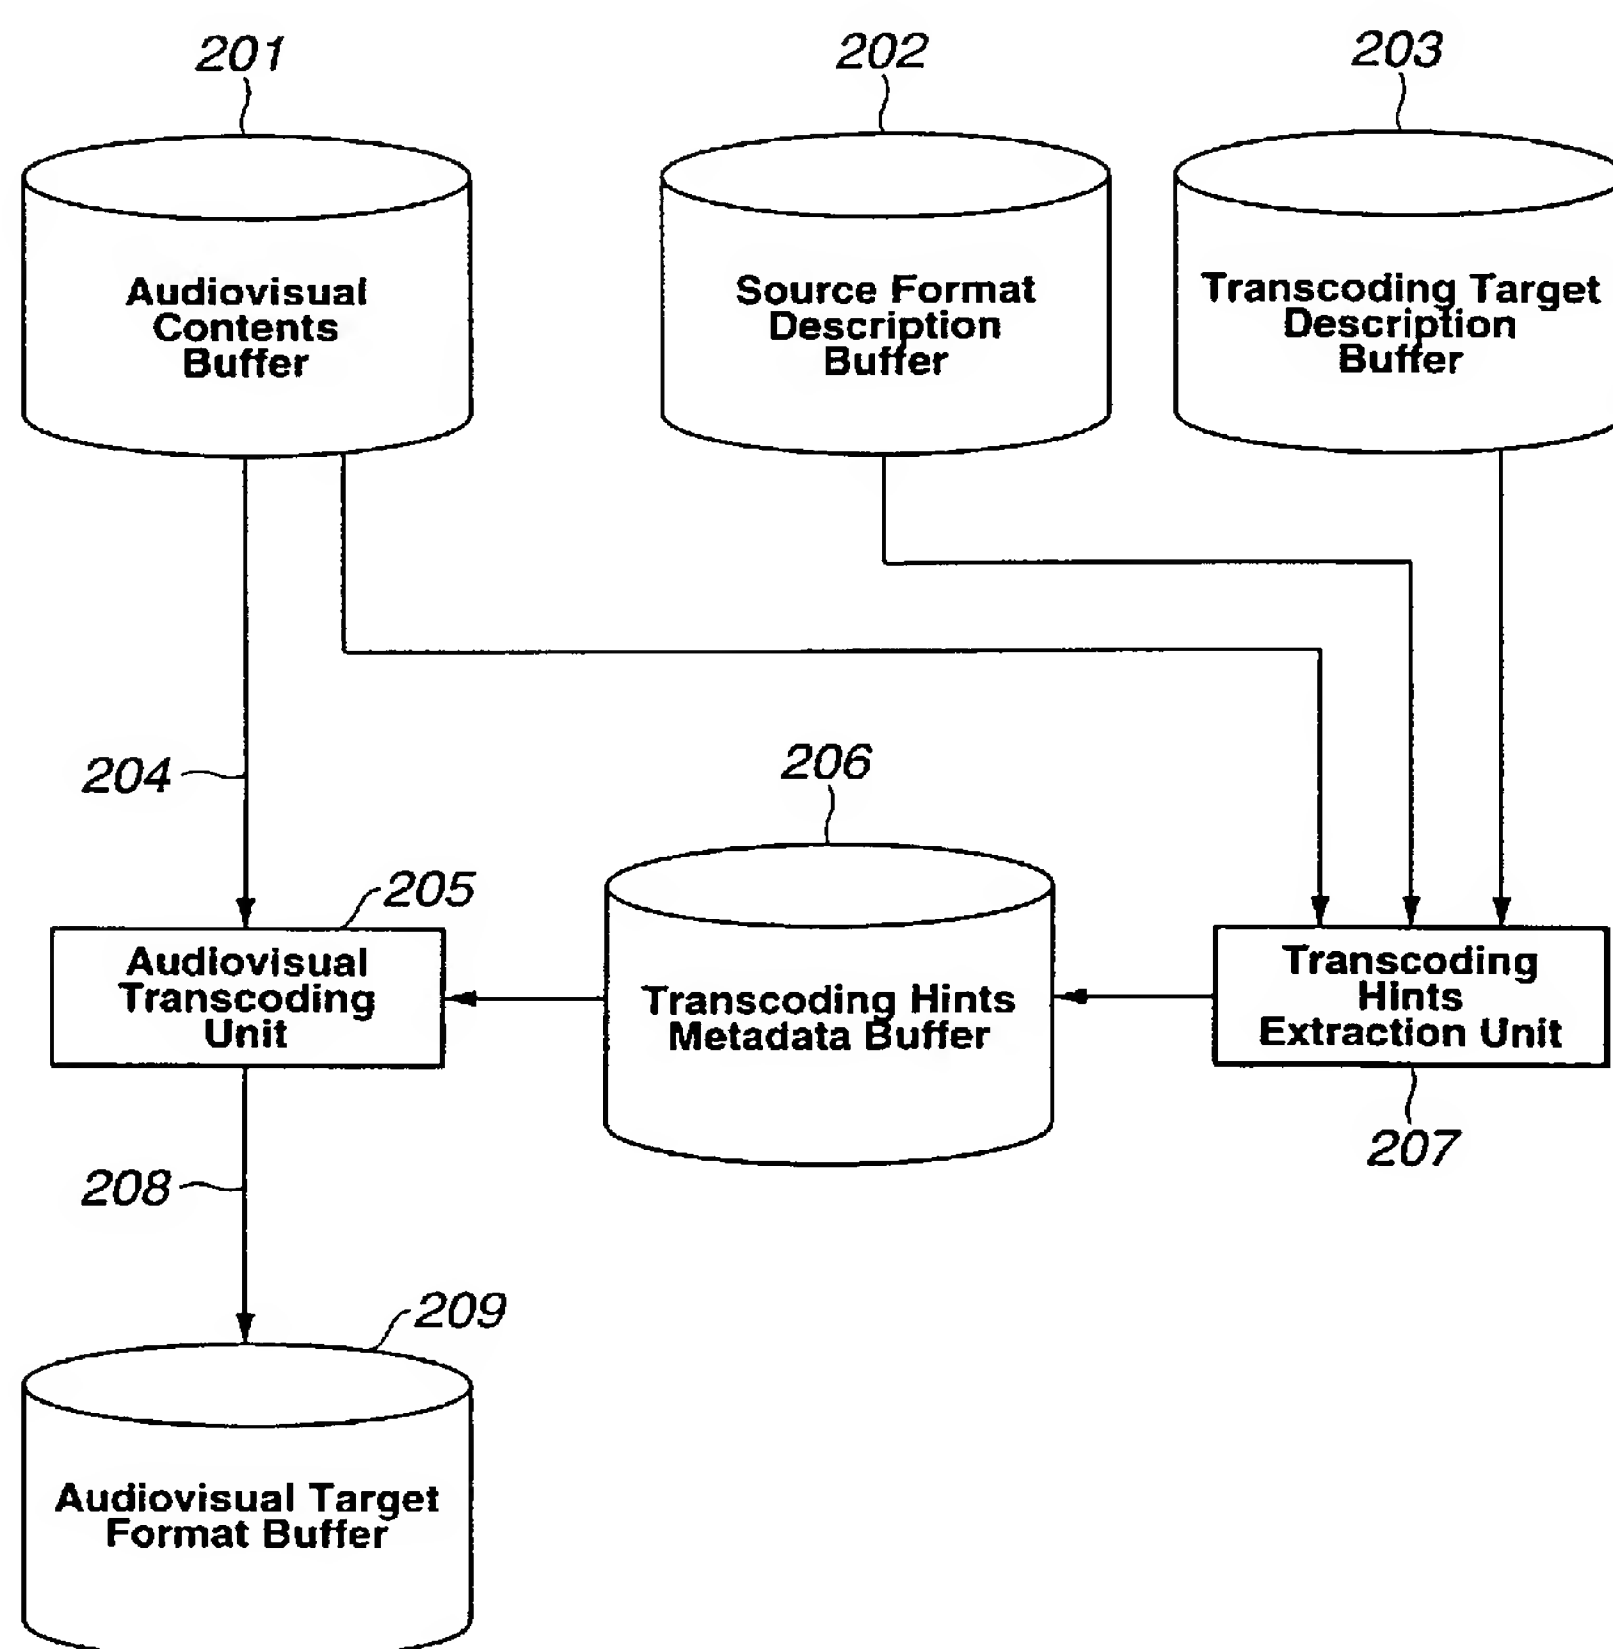 201
202
203
Audiovisual
Contents
Buffer
Source Format
Description
Buffer
Transcoding Target
Description
Buffer
204
206
205
Audiovisual
Transcoding
Unit
Transcoding Hints
Metadata Buffer
Transcoding
Hints
Extraction Unit
207
208
209
Audiovisual Target
Format Buffer